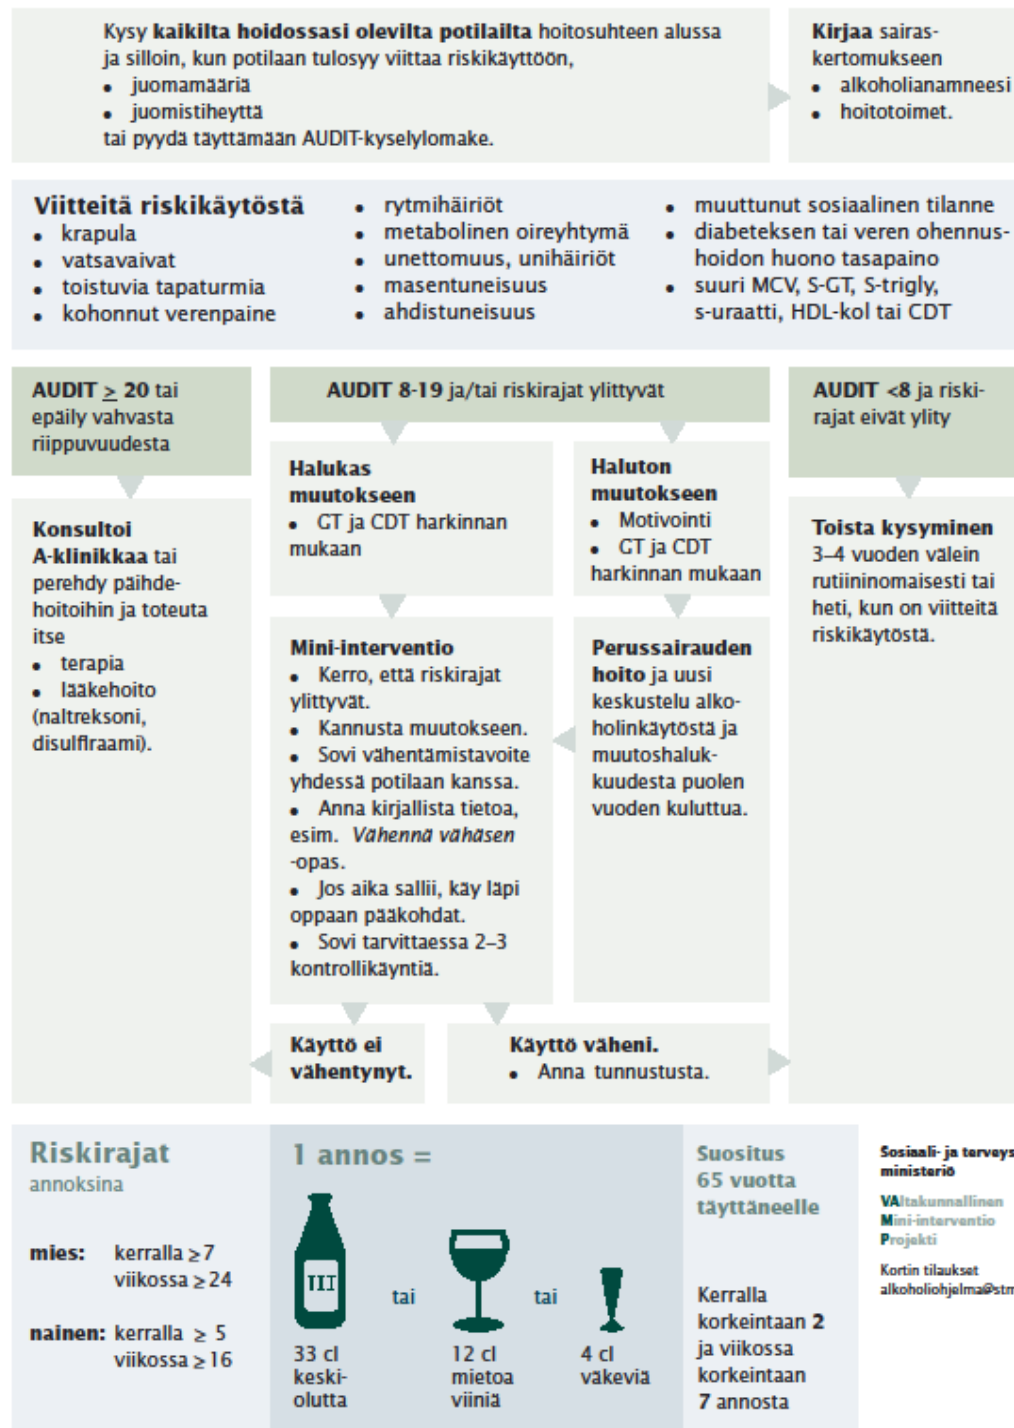 Kysy kaikilta hoidossasi olevilta potilailta hoitosuhteen alussa
ja silloin, kun potilaan tulosyy viittaa riskikäyttöön,
• juomamääriä
• juomistiheyttä
tai pyydä täyttämään AUDIT-kyselylomake.
Kirjaa sairas-
kertomukseen
• alkoholianamneesi
• hoitotoimet.
Viitteitä riskikäytöstä
• krapula
• vatsavaivat
• toistuvia tapaturmia
• kohonnut verenpaine
• rytmihäiriöt
• metabolinen oireyhtymä
• unettomuus, unihäiriöt
• masentuneisuus
• ahdistuneisuus
• muuttunut sosiaalinen tilanne
• diabeteksen tai veren ohennus-
hoidon huono tasapaino
• suuri MCV, S-GT, S-trigly,
s-uraatti, HDL-kol tai CDT
AUDIT ≥ 20 tai
epäily vahvasta
riippuvuudesta
Konsultoi
A-klinikkaa tai
perehdy päihde-
hoitoihin ja toteuta
itse
• terapia
• lääkehoito
(naltreksoni,
disulfiraami).
AUDIT 8-19 ja/tai riskirajat ylittyvät
Halukas
muutokseen
• GT ja CDT harkinnan
mukaan
Haluton
muutokseen
• Motivointi
• GT ja CDT
harkinnan mukaan
Mini-interventio
• Kerro, että riskirajat
ylittyvät.
• Kannusta muutokseen.
• Sovi vähentämistavoite
yhdessä potilaan kanssa.
• Anna kirjallista tietoa,
esim. Vähennä vähäsen
-opas.
• Jos aika sallii, käy läpi
oppaan pääkohdat.
• Sovi tarvittaessa 2–3
kontrollikäyntiä.
Perussairauden
hoito ja uusi
keskustelu alko-
holinkäytöstä ja
muutoshaluk-
kuudesta puolen
vuoden kuluttua.
Käyttö ei
vähentynyt.
Käyttö väheni.
• Anna tunnustusta.
AUDIT <8 ja riski-
rajat eivät ylity
Toista kysyminen
3–4 vuoden välein
rutiininomaisesti tai
heti, kun on viitteitä
riskikäytöstä.
Riskirajat
annoksina
mies: kerralla ≥7
viikossa ≥24
nainen: kerralla ≥ 5
viikossa ≥16
1 annos =
III
tai
tai
33 cl
keski-
olutta
12 cl
mietoa
viiniä
4 cl
väkeviä
Suositus
65 vuotta
täyttäneelle
Kerralla
korkeintaan 2
ja viikossa
korkeintaan
7 annosta
Sosiaali- ja terveys
ministeriö
VAltakunnallinen
Mini-interventio
Projekti
Kortin tilaukset
alkoholiohjelma@stm